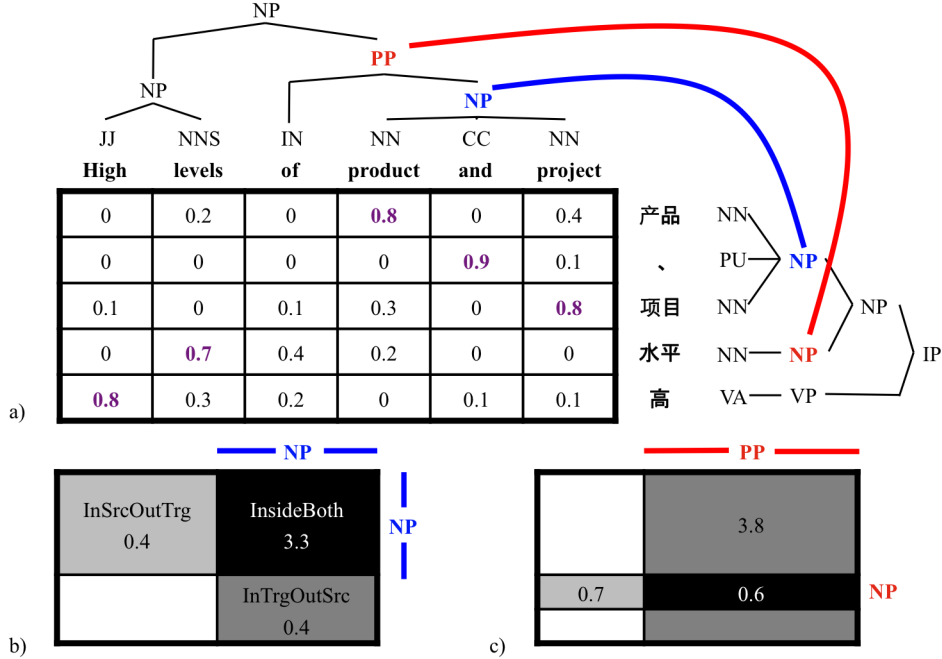 NP
PP
NP
NP
JJ NNS IN NN CC NN
High levels of product and project
0 0.2 0 0.8 0 0.4 产品 NN
0 0 0 0 0.9 0.1 、 PU NP
0.1 0 0.1 0.3 0 0.8 项目 NN NP
0 0.7 0.4 0.2 0 0 水平 NN NP IP
0.8 0.3 0.2 0 0.1 0.1 高 VA VP
a)
NP
InSrcOutTrg InsideBoth
0.4 3.3
NP
InTrgOutSrc
0.4
b)
PP
3.8
0.7 0.6 NP
c)